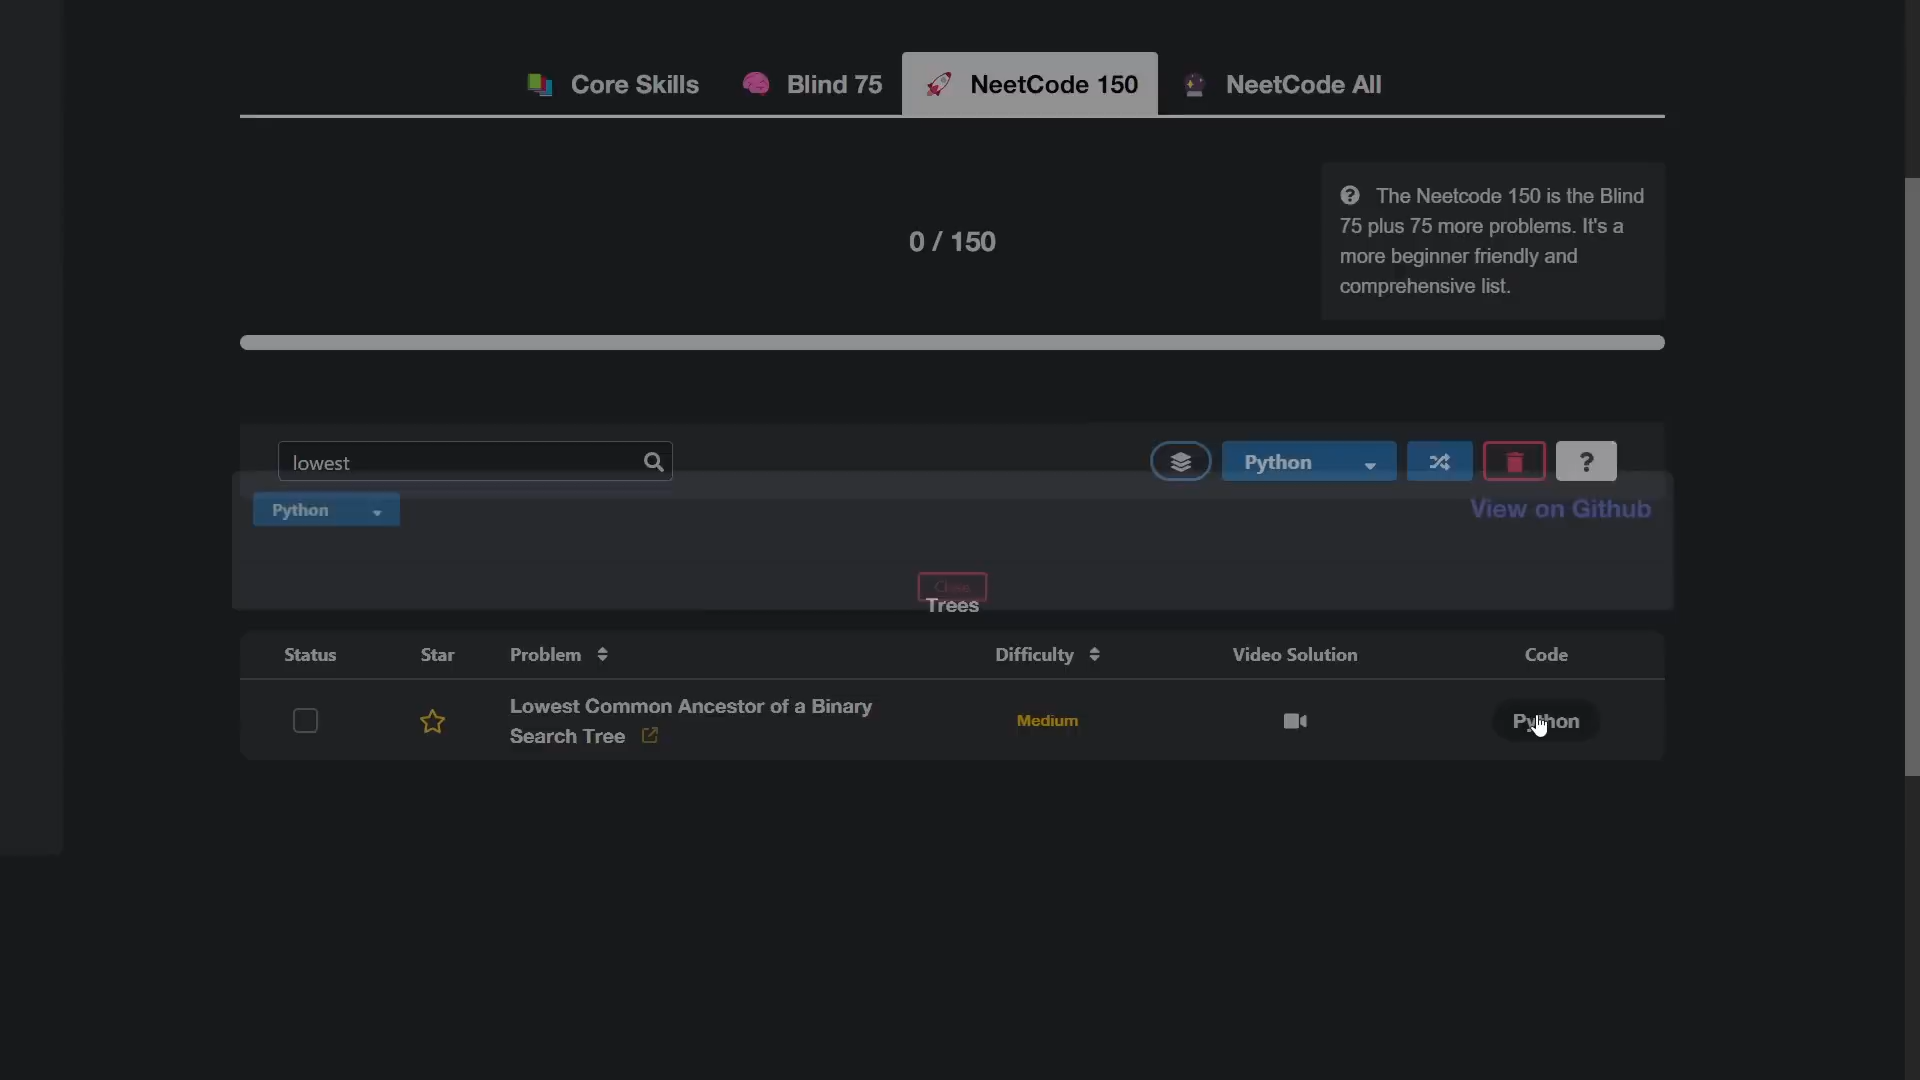 Core Skills
Blind 75
NeetCode 150
NeetCode All
0 / 150
The Neetcode 150 is the Blind
75 plus 75 more problems. It's a
more beginner friendly and
comprehensive list.
lowest
Python
?
Python
View on Github
Close
Trees
Status
Star
Problem
Difficulty
Video Solution
Code
Lowest Common Ancestor of a Binary
Search Tree
Medium
Python